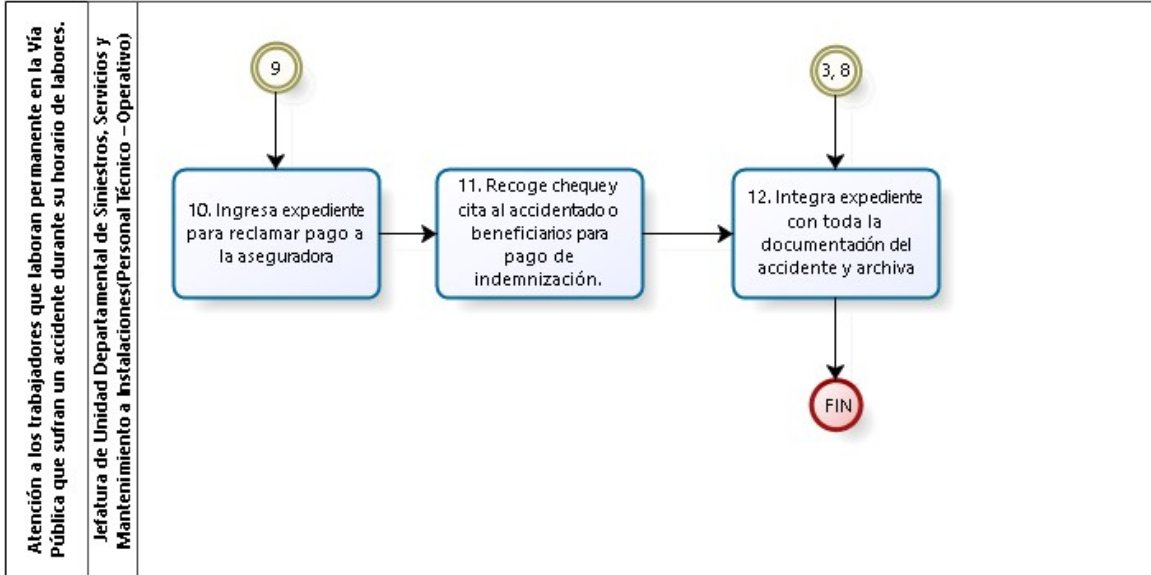 Atención a los trabajadores que laboran permanente en la Vía
Pública que sufran un accidente durante su horario de labores.
Jefatura de Unidad Departamental de Siniestros, Servicios y
Mantenimiento a Instalaciones(Personal Técnico – Operativo)
9
3, 8
10. Ingresa expediente
para reclamar pago a
la aseguradora
11. Recoge cheque y
cita al accidentado o
beneficiarios para
pago de
indemnización.
12. Integra expediente
con toda la
documentación del
accidente y archiva
FIN